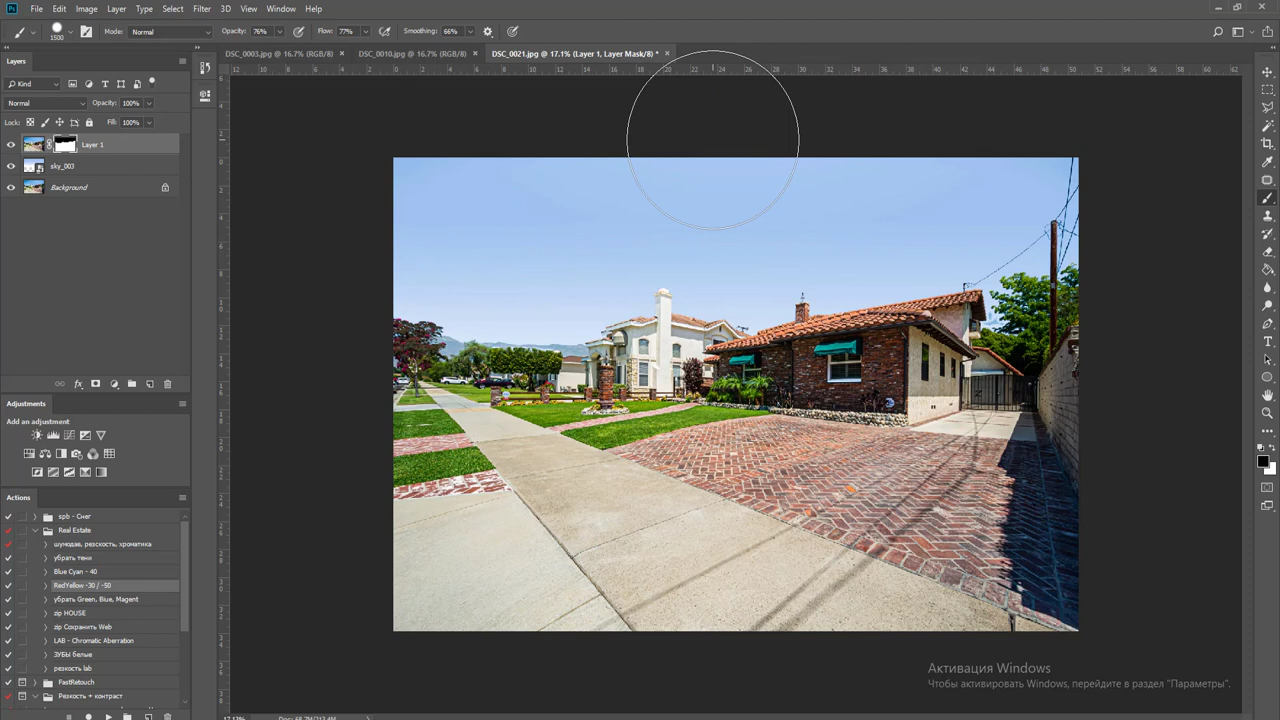 File Edit Image Layer Type Select Filter 3D View Window Help
1500 Mode: Normal Opacity: 76% Flow: 77% Smoothing: 66%
DSC_0003.jpg @ 16.7% (RGB/8) × DSC_0010.jpg @ 16.7% (RGB/8) × DSC_0021.jpg @ 17.1% (Layer 1, Layer Mask/8) * ×
Layers
Kind
Normal Opacity: 100%
Lock: Fill: 100%
Layer 1
sky_003
Background
Adjustments
Add an adjustment
Actions
spb - Снег
Real Estate
шумодав, резскость, хроматика
убрать тени
Blue Cyan - 40
RedYellow -30 / -50
убрать Green, Blue, Magent
zip HOUSE
zip Сохранить Web
LAB - Chromatic Aberration
ЗУБЫ белые
резкость lab
FastRetouch
Резкость + контраст
Активация Windows
Чтобы активировать Windows, перейдите в раздел "Параметры".